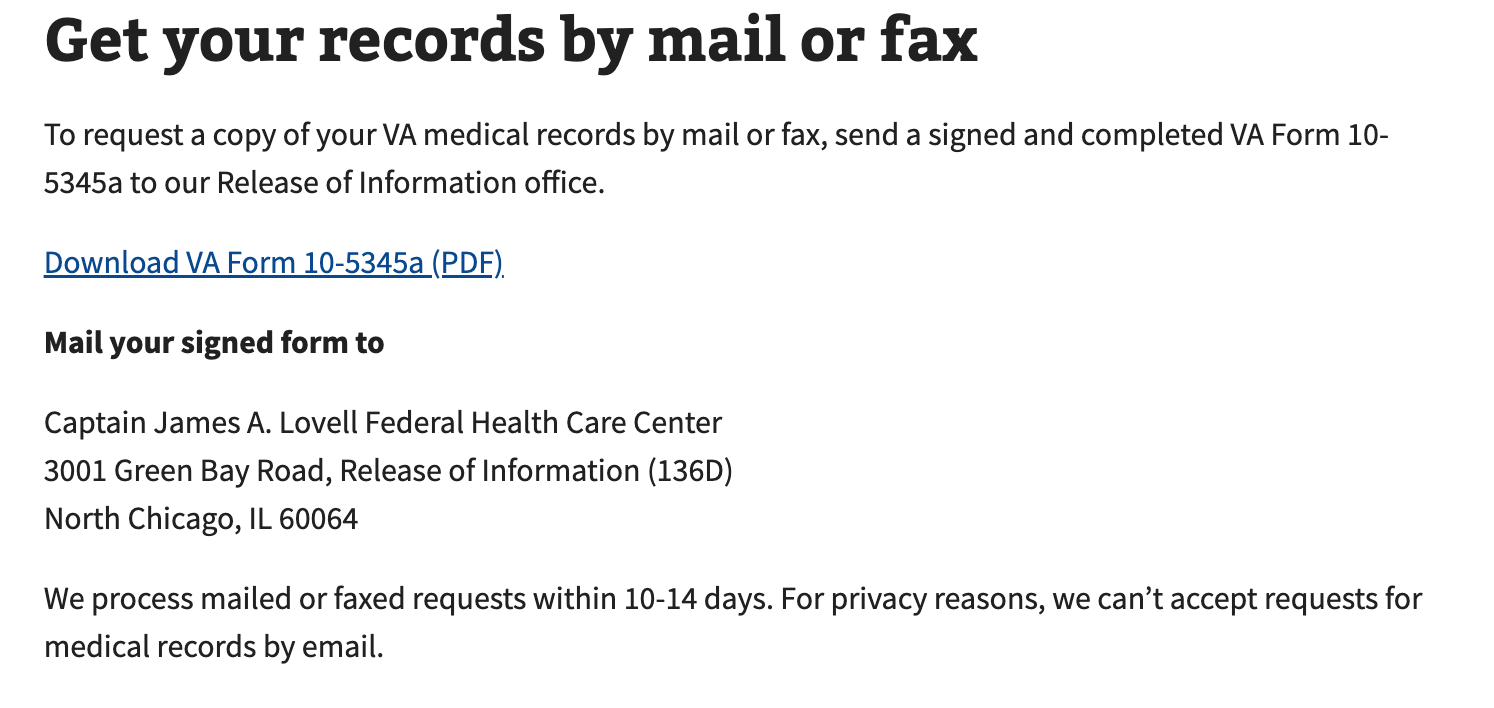 Get your records by mail or fax
To request a copy of your VA medical records by mail or fax, send a signed and completed VA Form 10-
5345a to our Release of Information office.
Download VA Form 10-5345a (PDF)
Mail your signed form to
Captain James A. Lovell Federal Health Care Center
3001 Green Bay Road, Release of Information (136D)
North Chicago, IL 60064
We process mailed or faxed requests within 10-14 days. For privacy reasons, we can’t accept requests for
medical records by email.